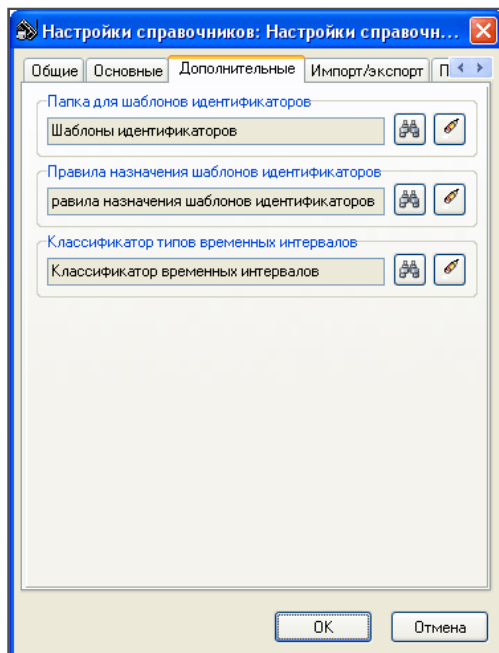 Настройки справочников: Настройки справочн...
Общие Основные Дополнительные Импорт/экспорт П
Папка для шаблонов идентификаторов
Шаблоны идентификаторов
Правила назначения шаблонов идентификаторов
равила назначения шаблонов идентификаторов
Классификатор типов временных интервалов
Классификатор временных интервалов
OK Отмена